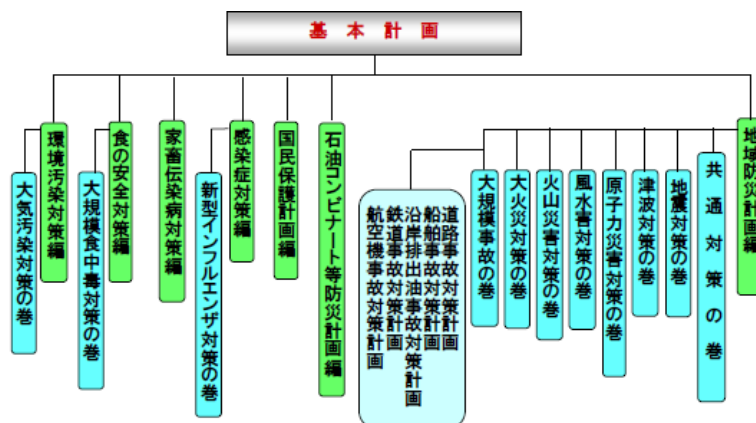 基本計画
地域防災計画編
共通対策の巻
地震対策の巻
津波対策の巻
原子力災害対策の巻
風水害対策の巻
火山災害対策の巻
大火災対策の巻
大規模事故の巻
道路事故対策計画
船舶事故対策計画
沿岸排出油事故対策計画
鉄道事故対策計画
航空機事故対策計画
石油コンビナート等防災計画編
国民保護計画編
感染症対策編
新型インフルエンザ対策の巻
家畜伝染病対策編
食の安全対策編
大規模食中毒対策の巻
環境汚染対策編
大気汚染対策の巻